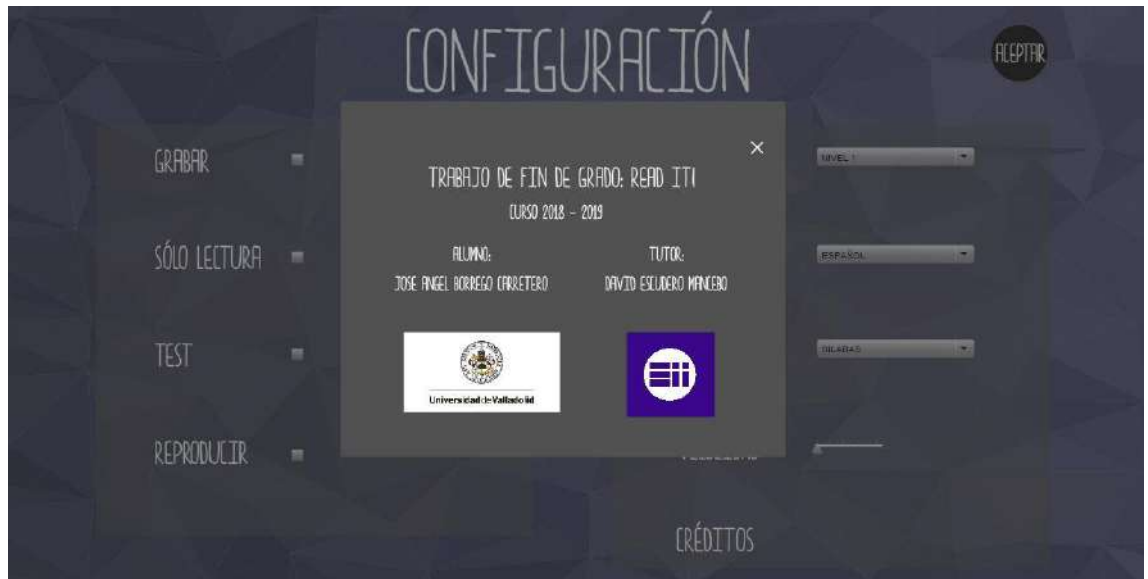 CONFIGURACIÓN
ACEPTAR
GRABAR
NIVEL 1
TRABAJO DE FIN DE GRADO: READ IT!
CURSO 2018 - 2019
SÓLO LECTURA
ALUMNO:
TUTOR:
ESPAÑOL
JOSE ANGEL BORREGO CARRETERO
DAVID ESCUDERO MANCEBO
TEST
SILABAS
Universidad de Valladolid
REPRODUCIR
CRÉDITOS